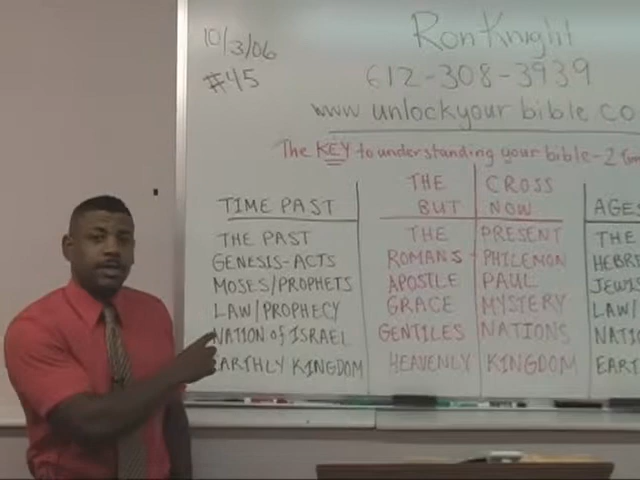 10/3/06
#45
Ron Knight
612-308-3939
www unlockyourbible.co
The KEY to understanding your bible-2 Tim
TIME PAST
THE PAST
GENESIS-ACTS
MOSES/PROPHETS
LAW/PROPHECY
NATION of ISRAEL
EARTHLY KINGDOM
THE CROSS
BUT NOW
THE PRESENT
ROMANS-PHILEMON
APOSTLE PAUL
GRACE MYSTERY
GENTILES NATIONS
HEAVENLY KINGDOM
AGES
THE
HEBRE
JEWIS
LAW/
NATIO
EART